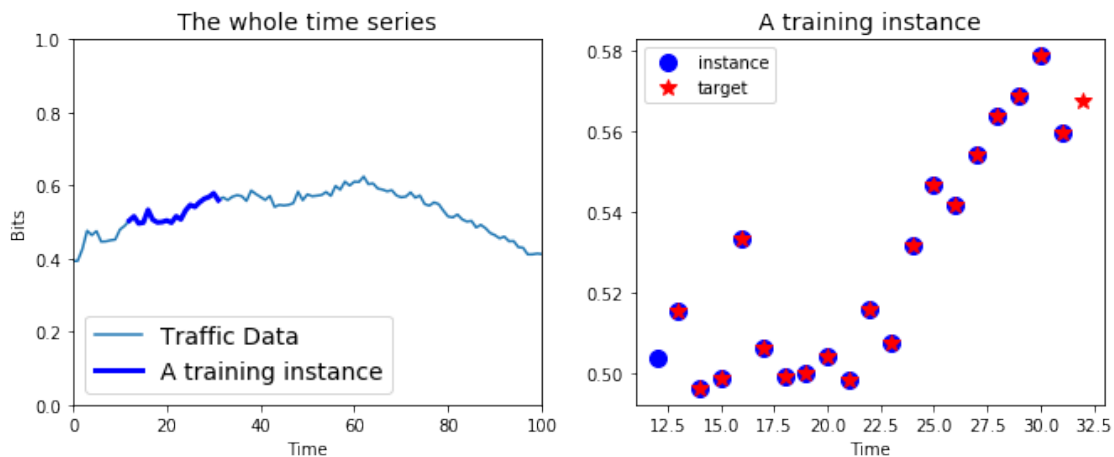 The whole time series
1.0
0.8
0.6
0.4
0.2
0.0
Bits
0 20 40 60 80 100
Time
Traffic Data
A training instance
A training instance
0.58
0.56
0.54
0.52
0.50
12.5 15.0 17.5 20.0 22.5 25.0 27.5 30.0 32.5
Time
instance
target